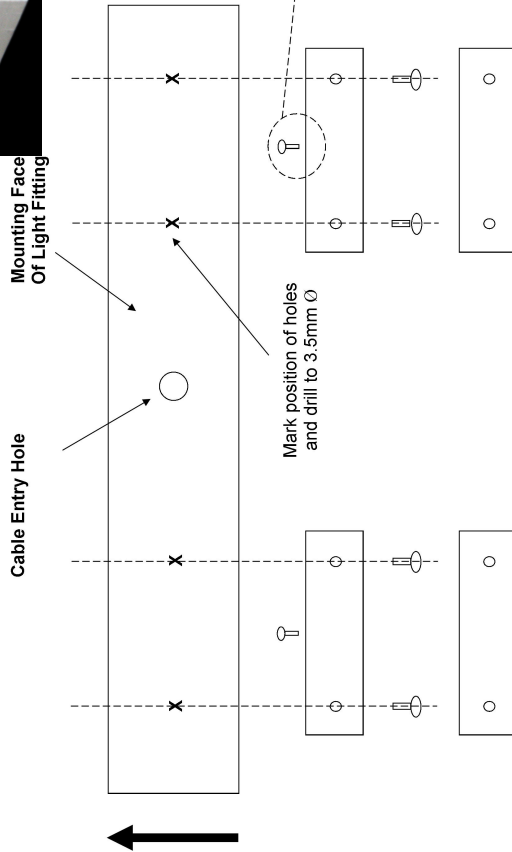 Mounting Face
Of Light Fitting
Cable Entry Hole
Mark position of holes
and drill to 3.5mm Ø
X
X
X
X